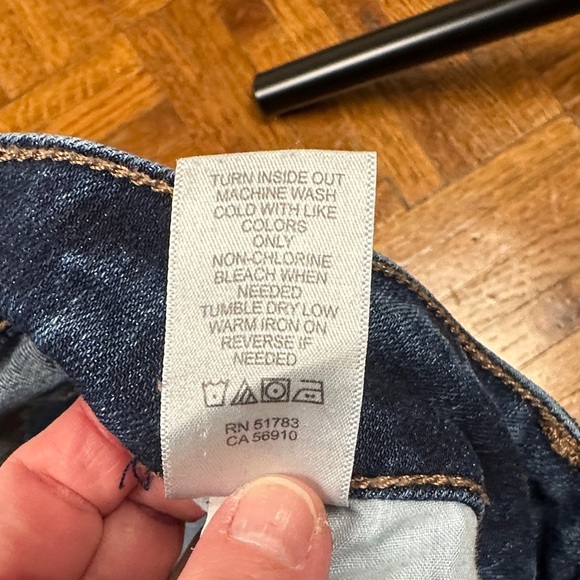 TURN INSIDE OUT
MACHINE WASH
COLD WITH LIKE
COLORS
ONLY
NON-CHLORINE
BLEACH WHEN
NEEDED
TUMBLE DRY LOW
WARM IRON ON
REVERSE IF
NEEDED
RN 51783
CA 56910